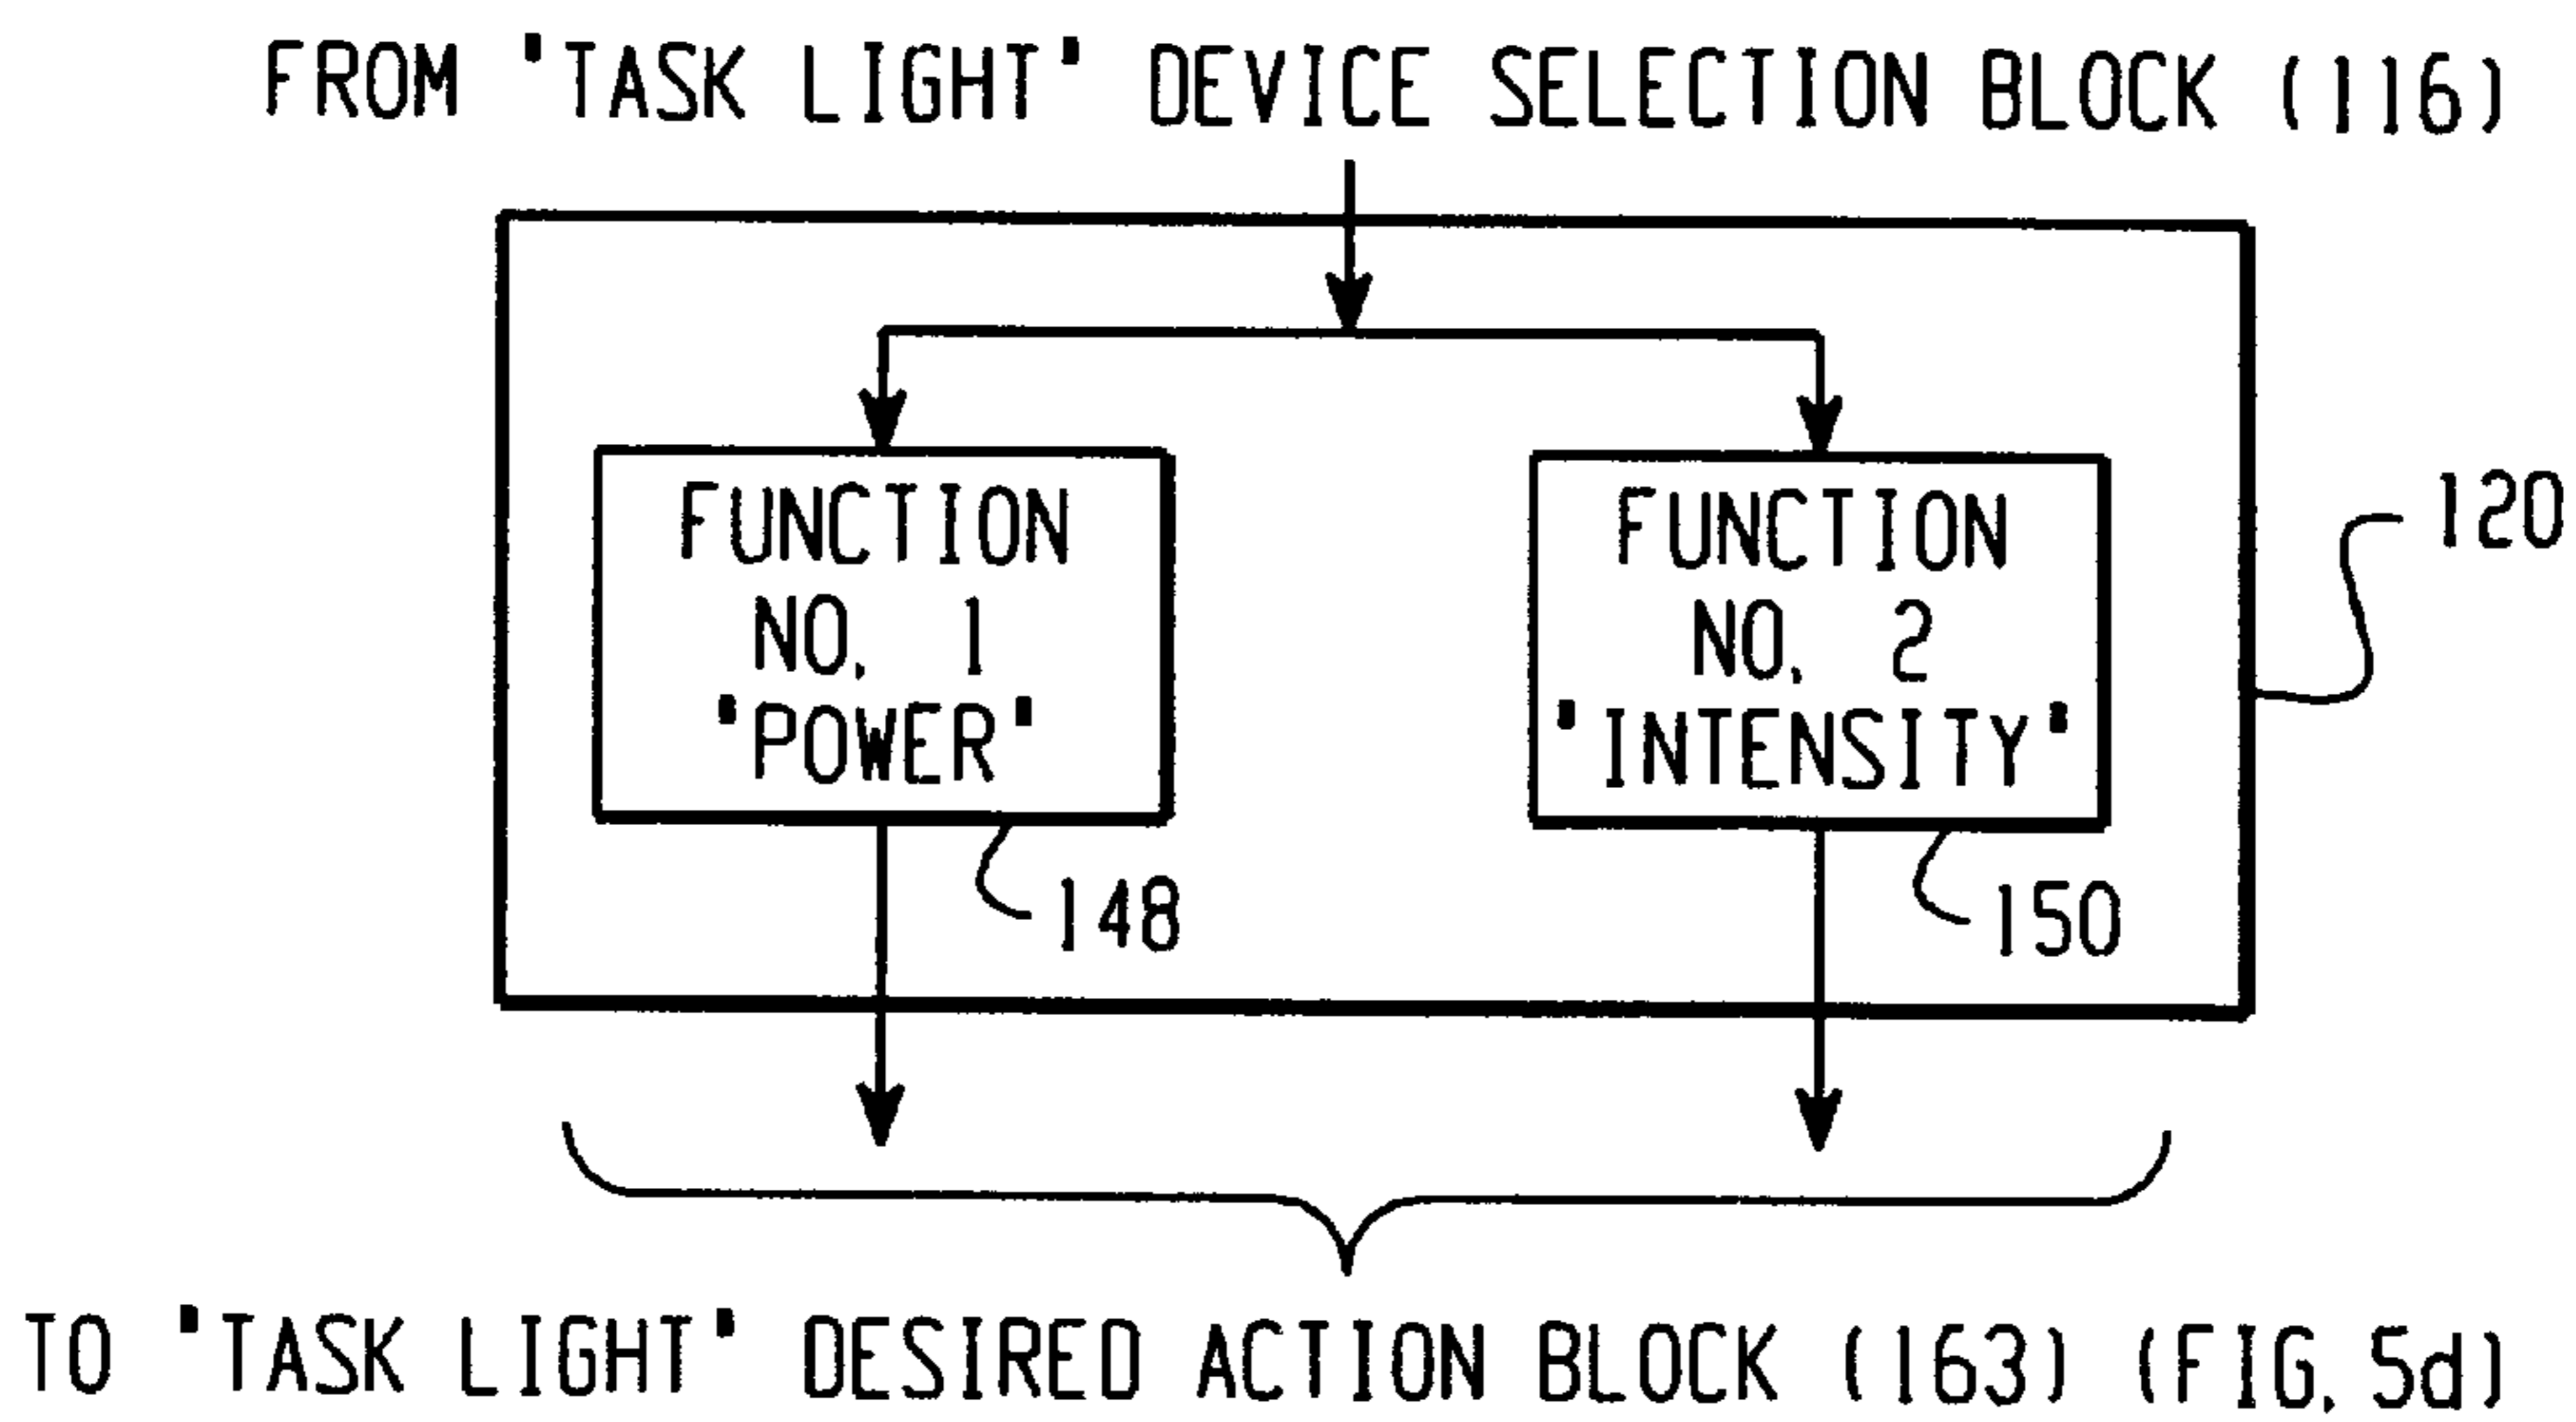 FROM "TASK LIGHT" DEVICE SELECTION BLOCK (116)
FUNCTION
NO. 1
"POWER"
FUNCTION
NO. 2
"INTENSITY"
120
148
150
TO "TASK LIGHT" DESIRED ACTION BLOCK (163) (FIG. 5d)